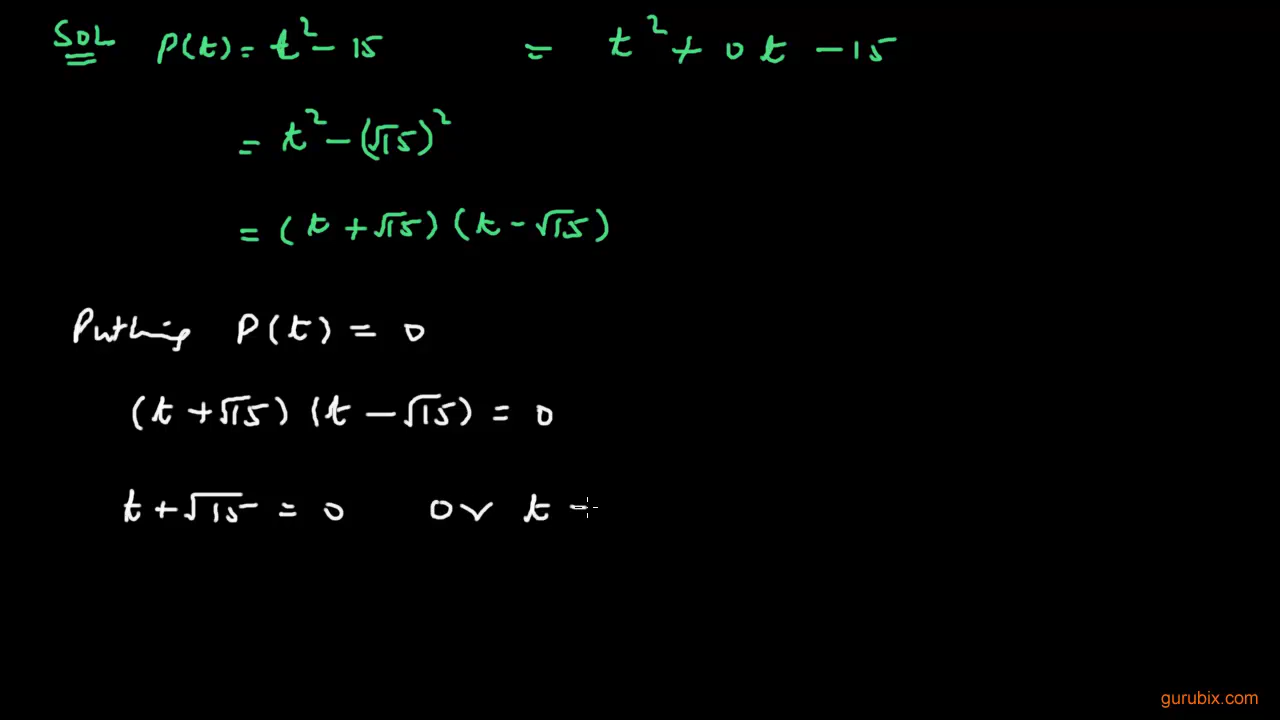 SOL P(t) = t² - 15 = t² + 0t - 15
= t² - (√15)²
= (t + √15) (t - √15)
Putting P(t) = 0
(t + √15) (t - √15) = 0
t + √15 = 0 or t -
gurubix.com